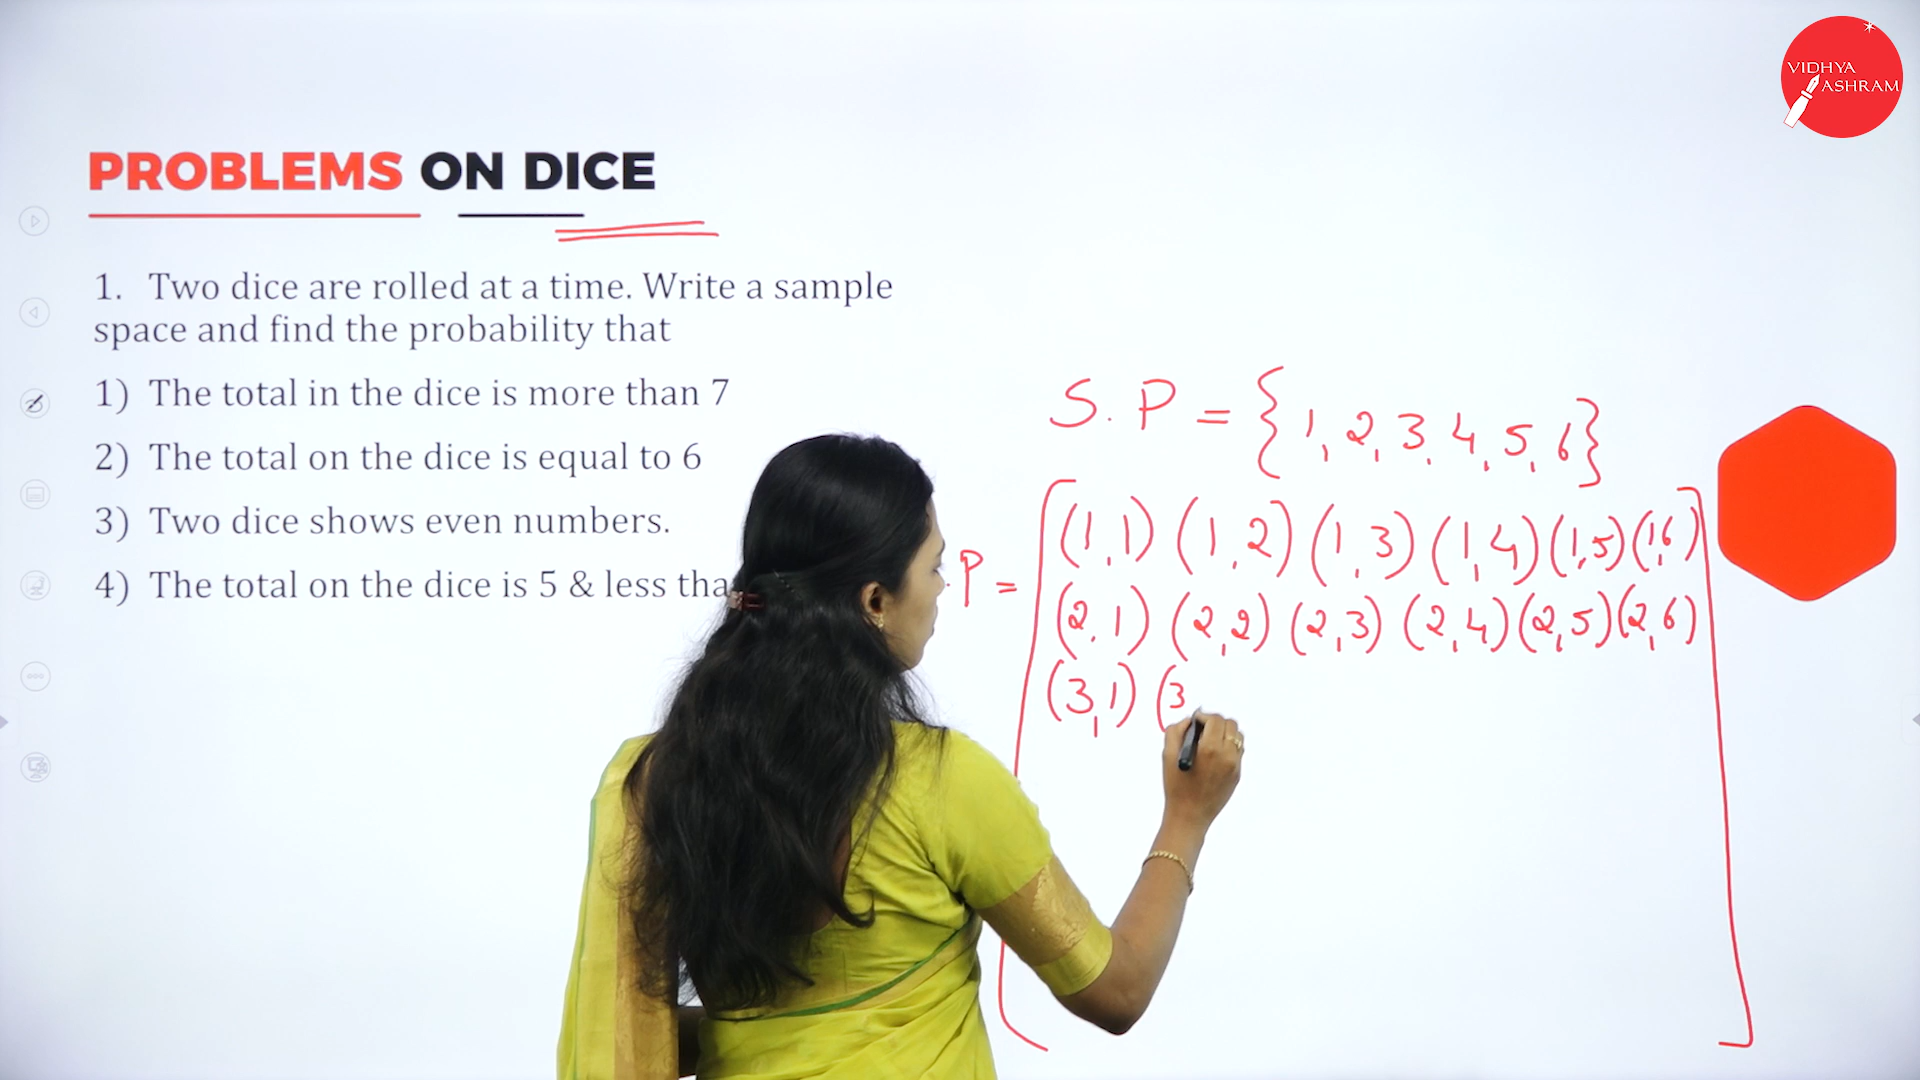 VIDHYA
ASHRAM
PROBLEMS ON DICE
1. Two dice are rolled at a time. Write a sample
space and find the probability that
1) The total in the dice is more than 7
2) The total on the dice is equal to 6
3) Two dice shows even numbers.
4) The total on the dice is 5 & less
S. P = { 1, 2, 3, 4, 5, 6}
P =
(1,1) (1,2) (1,3) (1,4) (1,5) (1,6)
(2,1) (2,2) (2,3) (2,4) (2,5) (2,6)
(3,1) (3